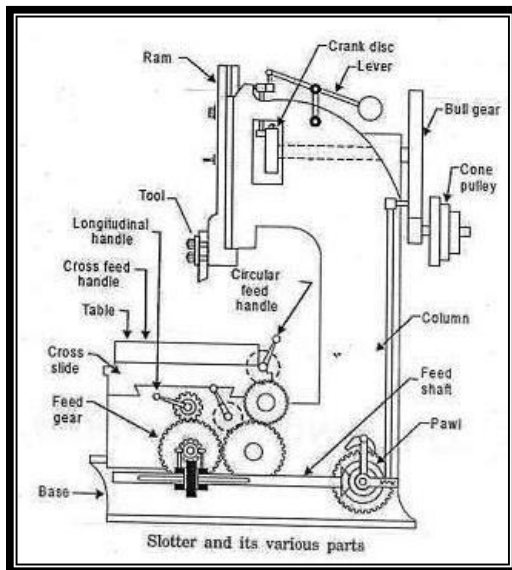 Crank disc
Ram
Lever
Bull gear
Cone
pulley
Tool
Longitudinal
handle
Cross feed
handle
Circular
feed
handle
Table
Column
Cross
slide
Feed
shaft
Feed
gear
Pawl
Base
Slotter and its various parts